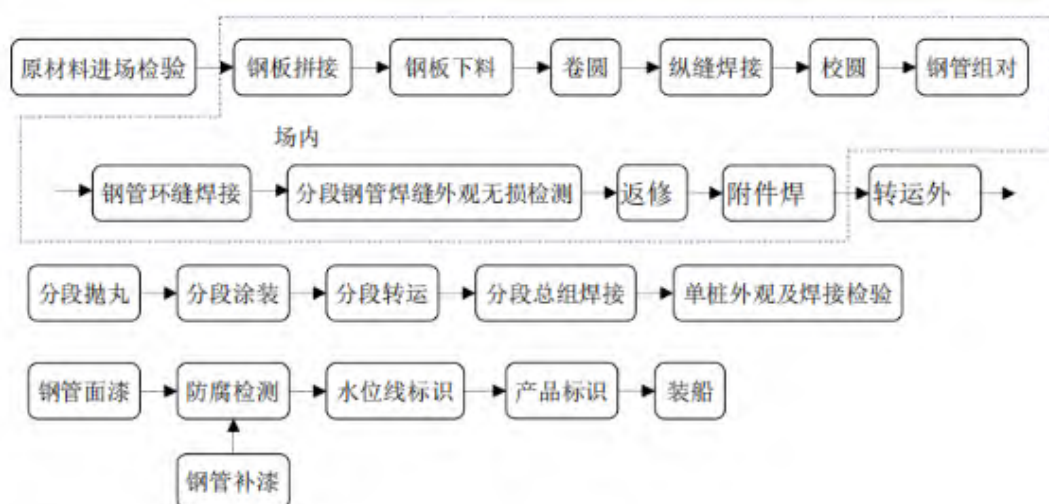 原材料进场检验 钢板拼接 钢板下料 卷圆 纵缝焊接 校圆 钢管组对
场内
钢管环缝焊接 分段钢管焊缝外观无损检测 返修 附件焊 转运外
分段抛丸 分段涂装 分段转运 分段总组焊接 单桩外观及焊接检验
钢管面漆 防腐检测 水位线标识 产品标识 装船
钢管补漆